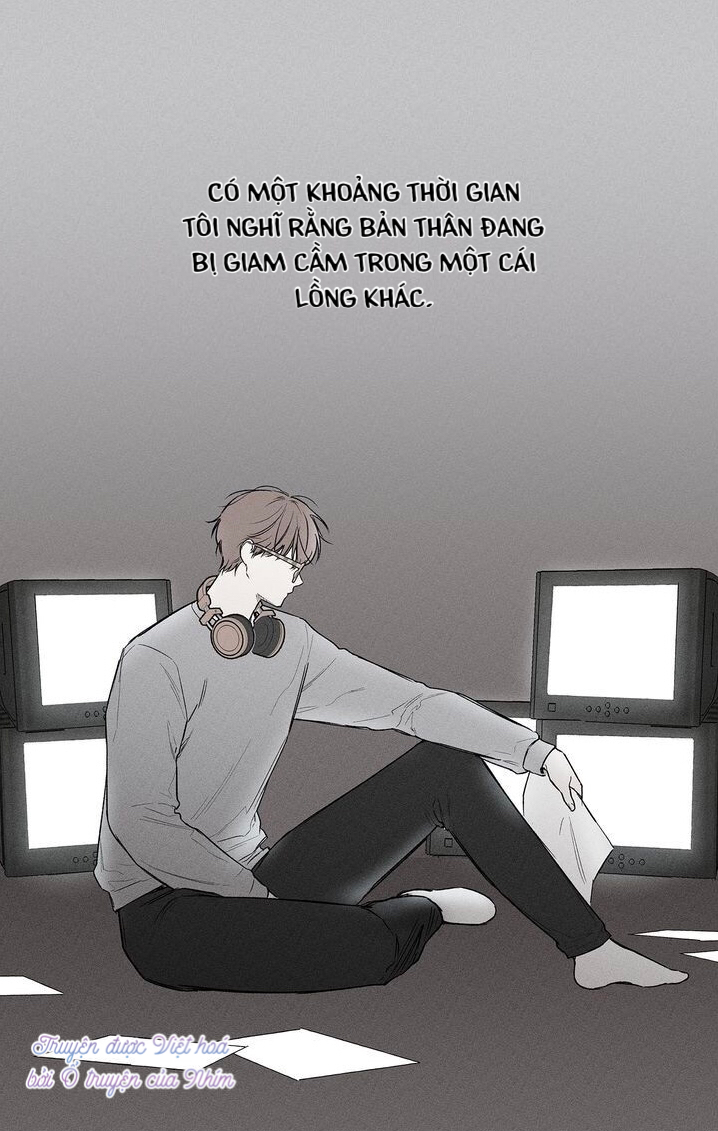 CÓ MỘT KHOẢNG THỜI GIAN
TÔI NGHĨ RẰNG BẢN THÂN ĐANG
BỊ GIAM CẦM TRONG MỘT CÁI
LỒNG KHÁC.
Truyện được Việt hoá
bởi Ổ truyện của Nhím